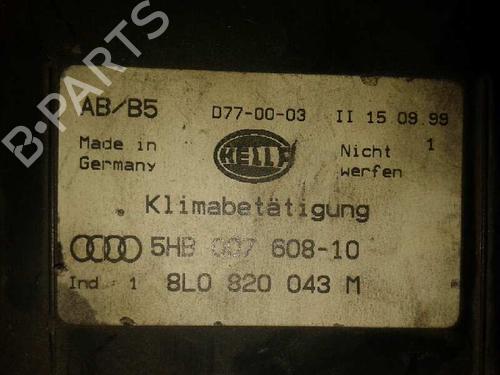 AB/B5 D77-00-03 II 15 09.99
Made in Germany
HELLA
Nicht werfen
1
Klimabetätigung
5HB 007 608-10
Ind : 1 8L0 820 043 M
B-PARTS